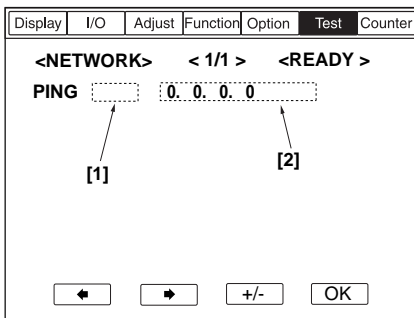 Display I/O Adjust Function Option Test Counter
<NETWORK> < 1/1 > <READY >
PING 0. 0. 0. 0
[1] [2]
+/- OK